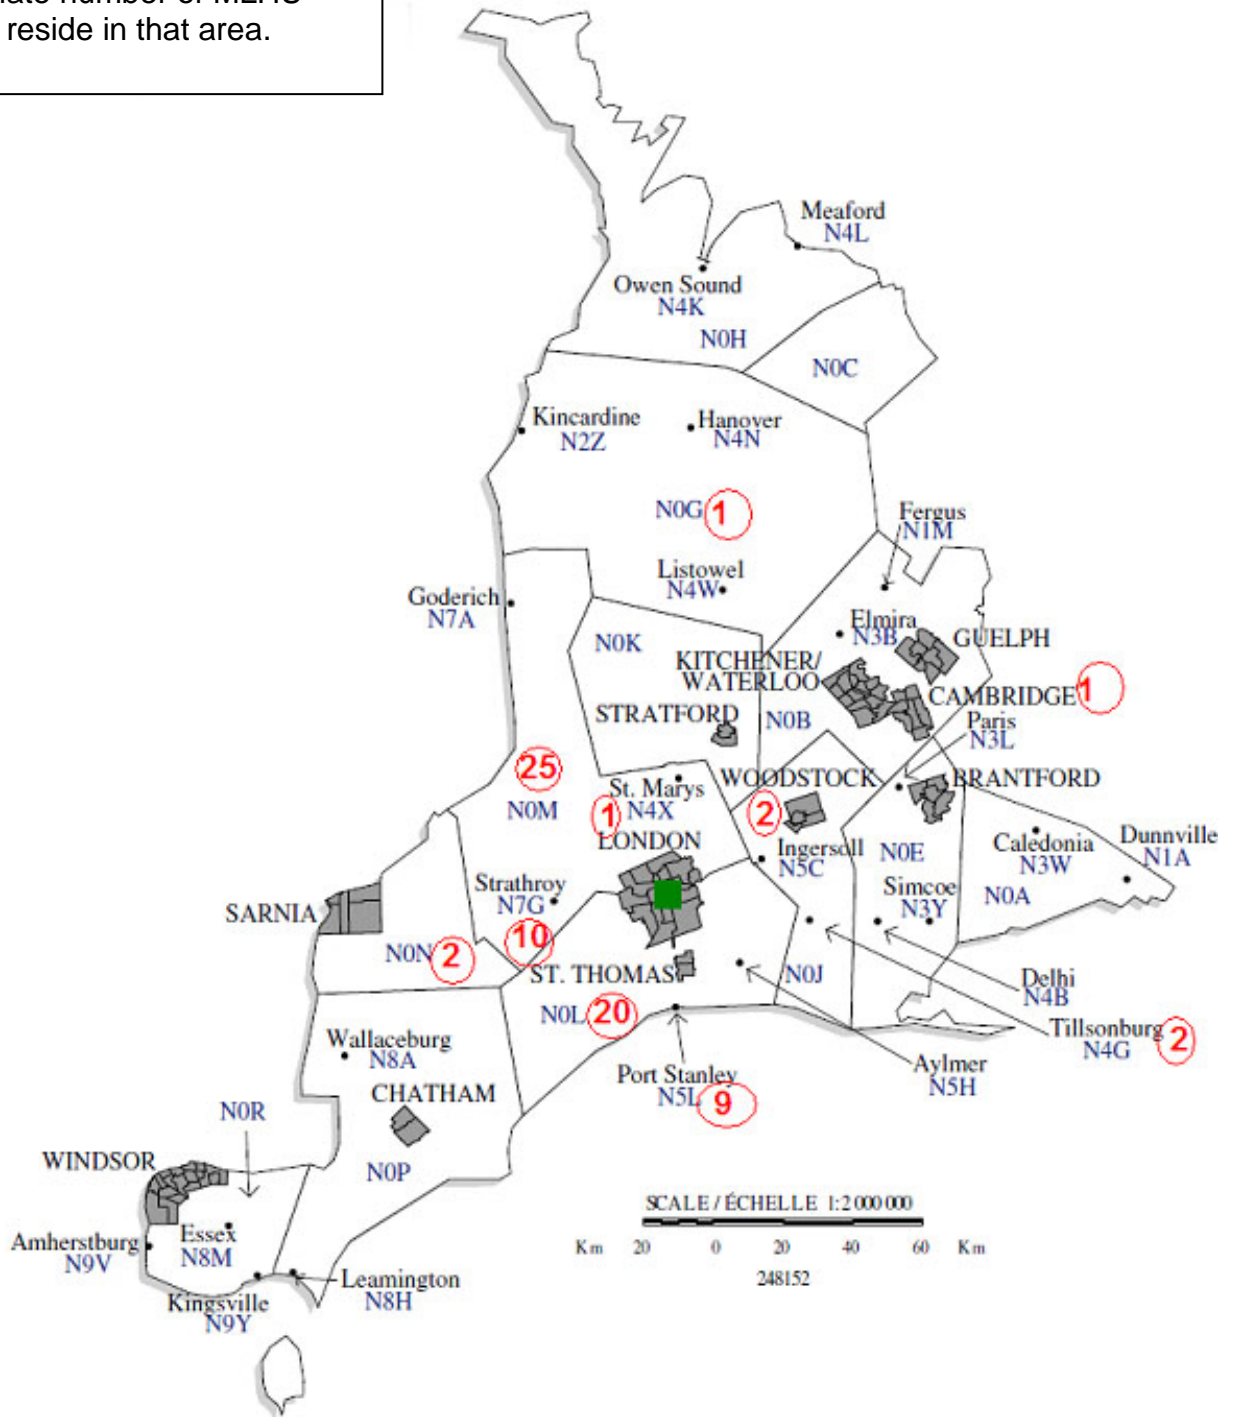 reside in that area.
Meaford
N4L
Owen Sound
N4K
N0H
N0C
Kincardine
N2Z
Hanover
N4N
N0G 1
Fergus
N1M
Listowel
N4W
Goderich
N7A
Elmira
N3B
GUELPH
N0K
KITCHENER/
WATERLOO
CAMBRIDGE 1
STRATFORD
N0B
Paris
N3L
25
N0M
St. Marys
1 N4X
WOODSTOCK
2
BRANTFORD
LONDON
Ingersoll
N5C
N0E
Caledonia
N3W
Dunnville
N1A
Strathroy
N7G
10
Simcoe
N3Y
N0A
SARNIA
N0N 2
ST. THOMAS
N0J
Delhi
N4B
N0L 20
Tillsonburg
N4G 2
Wallaceburg
N8A
Port Stanley
N5L 9
Aylmer
N5H
CHATHAM
N0R
WINDSOR
N0P
Essex
N8M
Amherstburg
N9V
Leamington
N8H
Kingsville
N9Y
SCALE / ÉCHELLE 1:2 000 000
Km 20 0 20 40 60 Km
248152